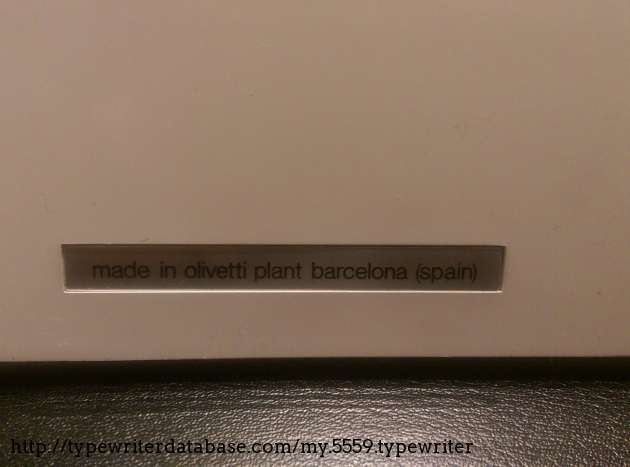 made in olivetti plant barcelona (spain)
http://typewriterdatabase.com/my.5559.typewriter